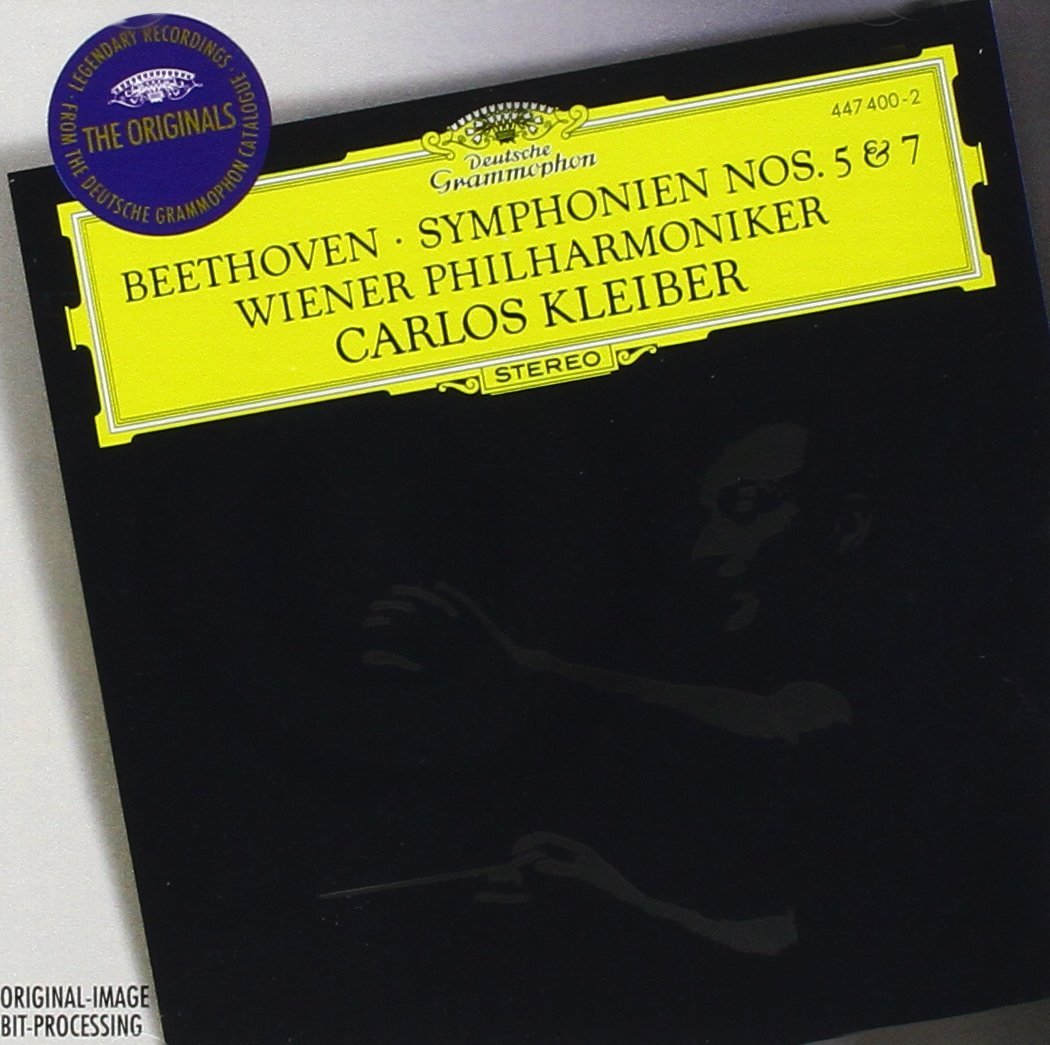 LEGENDARY RECORDINGS
FROM THE DEUTSCHE GRAMMOPHON CATALOGUE
THE ORIGINALS
447 400-2
Deutsche
Grammophon
BEETHOVEN · SYMPHONIEN NOS. 5 & 7
WIENER PHILHARMONIKER
CARLOS KLEIBER
STEREO
ORIGINAL-IMAGE
BIT-PROCESSING